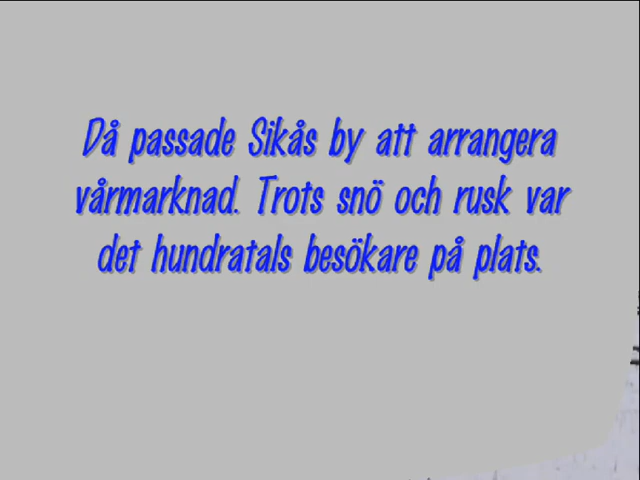 Då passade Sikås by att arrangera
vårmarknad. Trots snö och rusk var
det hundratals besökare på plats.